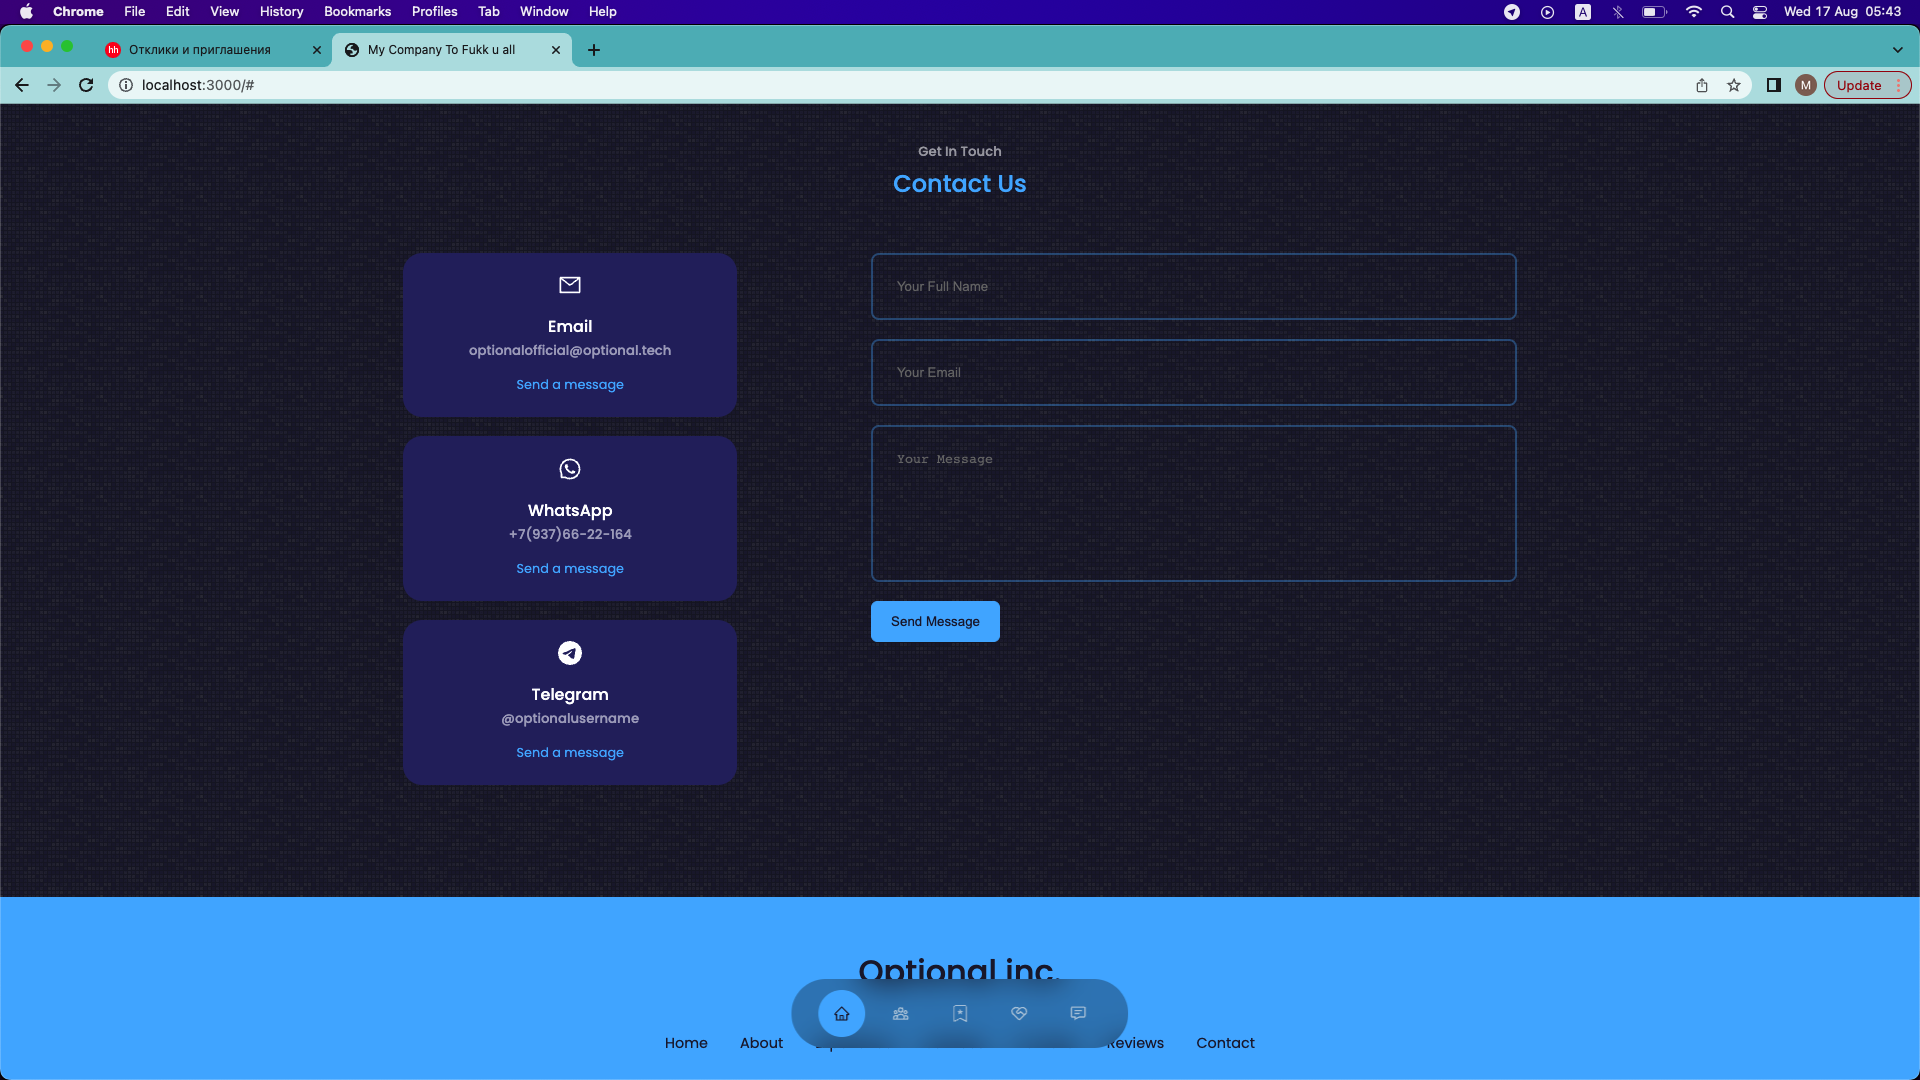 Chrome File Edit View History Bookmarks Profiles Tab Window Help A Wed 17 Aug 05:43
hh Отклики и приглашения My Company To Fukk u all
localhost:3000/# M Update
Get In Touch
Contact Us
Email
optionalofficial@optional.tech
Send a message
WhatsApp
+7(937)66-22-164
Send a message
Telegram
@optionalusername
Send a message
Your Full Name
Your Email
Your Message
Send Message
Optional inc.
Home About Reviews Contact